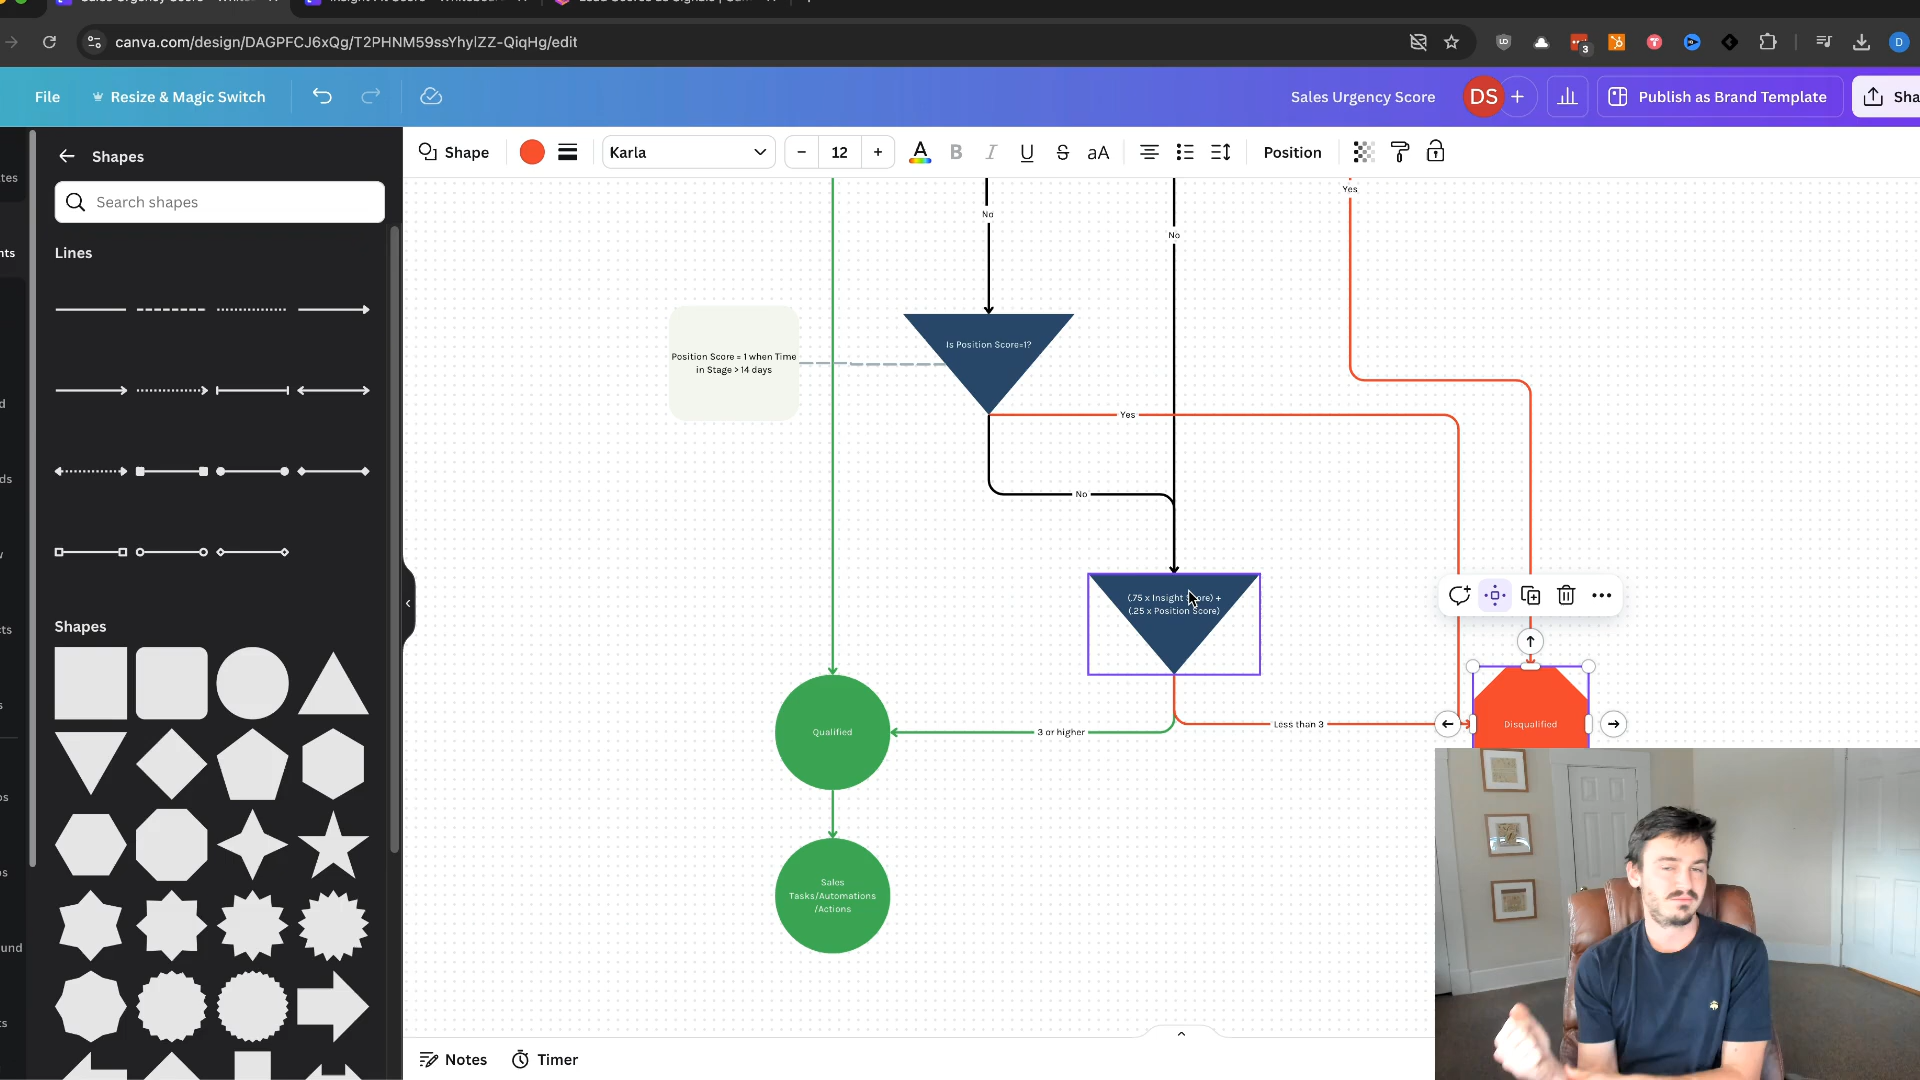 canva.com/design/DAGPFCJ6xQg/T2PHNM59ssYhylZZ-QiqHg/edit
3
D
File
Resize & Magic Switch
Sales Urgency Score
DS
Publish as Brand Template
Sha
Shapes
Shape
Karla
12
aA
Position
Search shapes
Lines
Shapes
No
No
Yes
Is Position Score=1?
Position Score = 1 when Time
in Stage > 14 days
Yes
No
(.75 x Insight Score) +
(.25 x Position Score)
Less than 3
3 or higher
Qualified
Disqualified
Sales
Tasks/Automations
/Actions
Notes
Timer